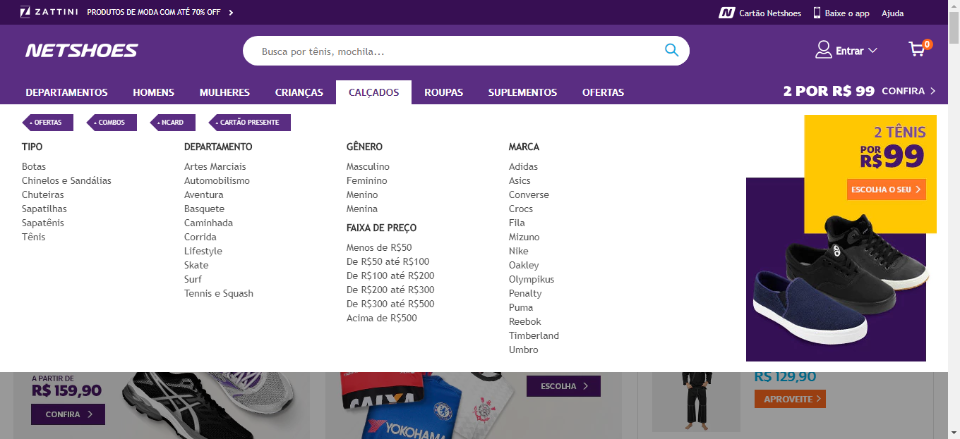 ZATTINI PRODUTOS DE MODA COM ATÉ 70% OFF
Cartão Netshoes Baixe o app Ajuda
NETSHOES
Busca por tênis, mochila...
Entrar
0
DEPARTAMENTOS HOMENS MULHERES CRIANÇAS CALÇADOS ROUPAS SUPLEMENTOS OFERTAS
2 POR R$ 99 CONFIRA
OFERTAS COMBOS NCARD CARTÃO PRESENTE
TIPO
Botas
Chinelos e Sandálias
Chuteiras
Sapatilhas
Sapatênis
Tênis
DEPARTAMENTO
Artes Marciais
Automobilismo
Aventura
Basquete
Caminhada
Corrida
Lifestyle
Skate
Surf
Tennis e Squash
GÊNERO
Masculino
Feminino
Menino
Menina
FAIXA DE PREÇO
Menos de R$50
De R$50 até R$100
De R$100 até R$200
De R$200 até R$300
De R$300 até R$500
Acima de R$500
MARCA
Adidas
Asics
Converse
Crocs
Fila
Mizuno
Nike
Oakley
Olympikus
Penalty
Puma
Reebok
Timberland
Umbro
2 TÊNIS
POR R$99
ESCOLHA O SEU
A PARTIR DE
R$ 159,90
CONFIRA
CAIXA
YOKOHAMA
ESCOLHA
R$ 129,90
APROVEITE